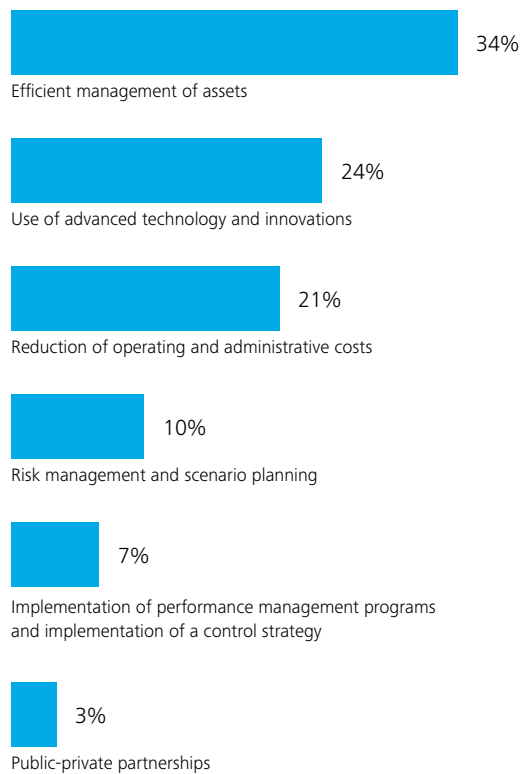 34%
Efficient management of assets
24%
Use of advanced technology and innovations
21%
Reduction of operating and administrative costs
10%
Risk management and scenario planning
7%
Implementation of performance management programs
and implementation of a control strategy
3%
Public-private partnerships